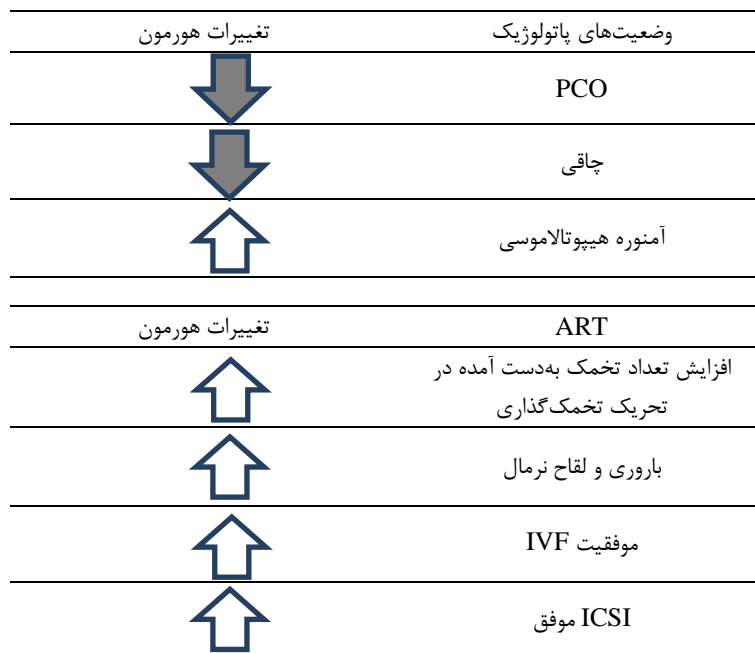 وضعیت‌های پاتولوژیک تغییرات هورمون
PCO
چاقی
آمنوره هیپوتالاموسی
ART تغییرات هورمون
افزایش تعداد تخمک به‌دست آمده در
تحریک تخمک‌گذاری
باروری و لقاح نرمال
موفقیت IVF
ICSI موفق